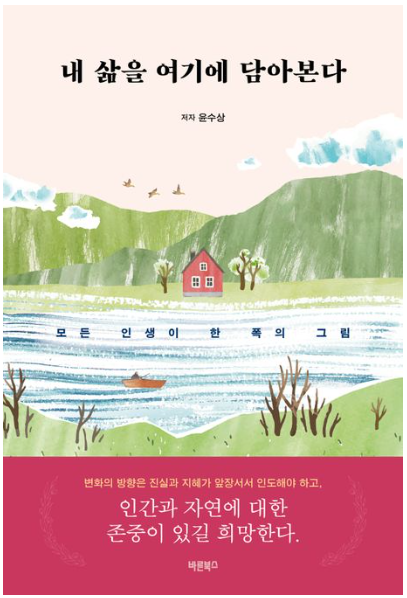 내 삶을 여기에 담아본다
저자 윤수상
모든 인생이 한 폭의 그림
변화의 방향은 진실과 지혜가 앞장서서 인도해야 하고,
인간과 자연에 대한
존중이 있길 희망한다.
바른북스